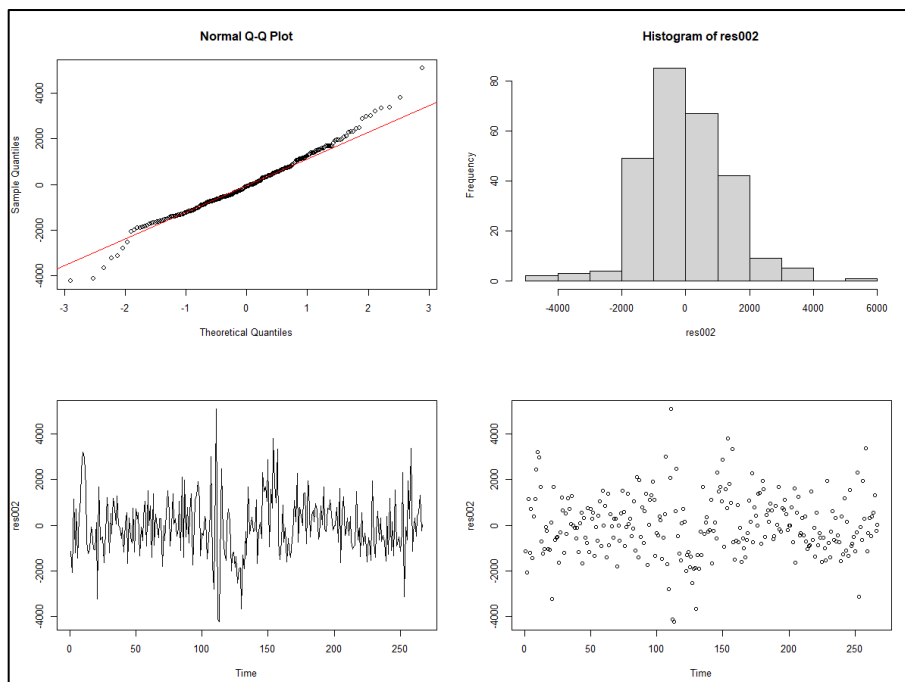 Normal Q-Q Plot
Sample Quantiles
-4000 -2000 0 2000 4000
-3 -2 -1 0 1 2 3
Theoretical Quantiles
Histogram of res002
Frequency
0 20 40 60 80
-4000 -2000 0 2000 4000 6000
res002
res002
-4000 -2000 0 2000 4000
0 50 100 150 200 250
Time
res002
-4000 -2000 0 2000 4000
0 50 100 150 200 250
Time